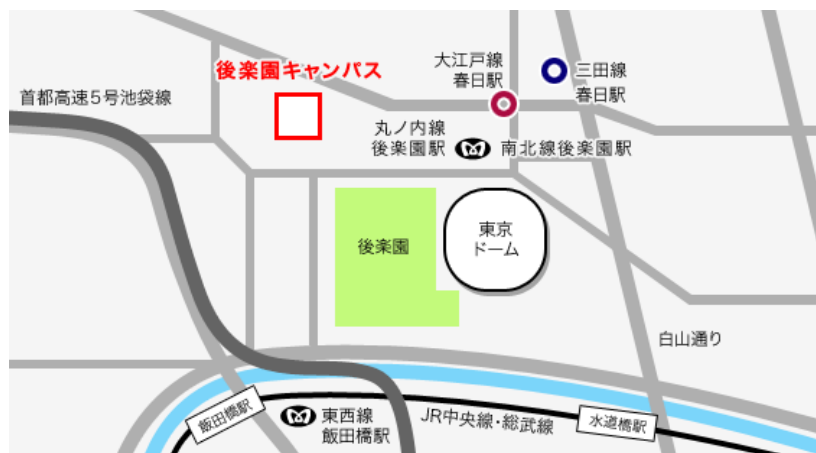 後楽園キャンパス
大江戸線
春日駅
三田線
春日駅
首都高速5号池袋線
丸ノ内線
後楽園駅
南北線後楽園駅
後楽園
東京
ドーム
白山通り
飯田橋駅
東西線
飯田橋駅
JR中央線・総武線
水道橋駅